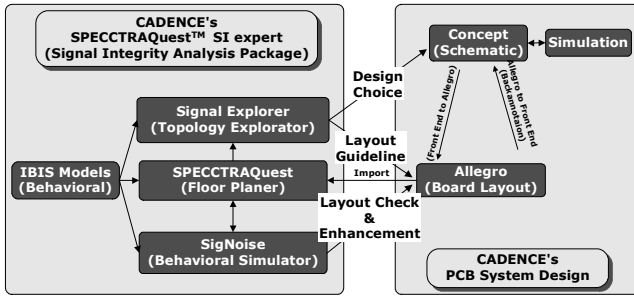 CADENCE's
SPECCTRAQuest™ SI expert
(Signal Integrity Analysis Package)
Signal Explorer
(Topology Explorator)
IBIS Models
(Behavioral)
SPECCTRAQuest
(Floor Planer)
SigNoise
(Behavioral Simulator)
Design
Choice
Layout
Guideline
Import
Layout Check
&
Enhancement
Concept
(Schematic)
Simulation
(Front End to Allegro)
Allegro to Front End
(Backannotaion)
Allegro
(Board Layout)
CADENCE's
PCB System Design